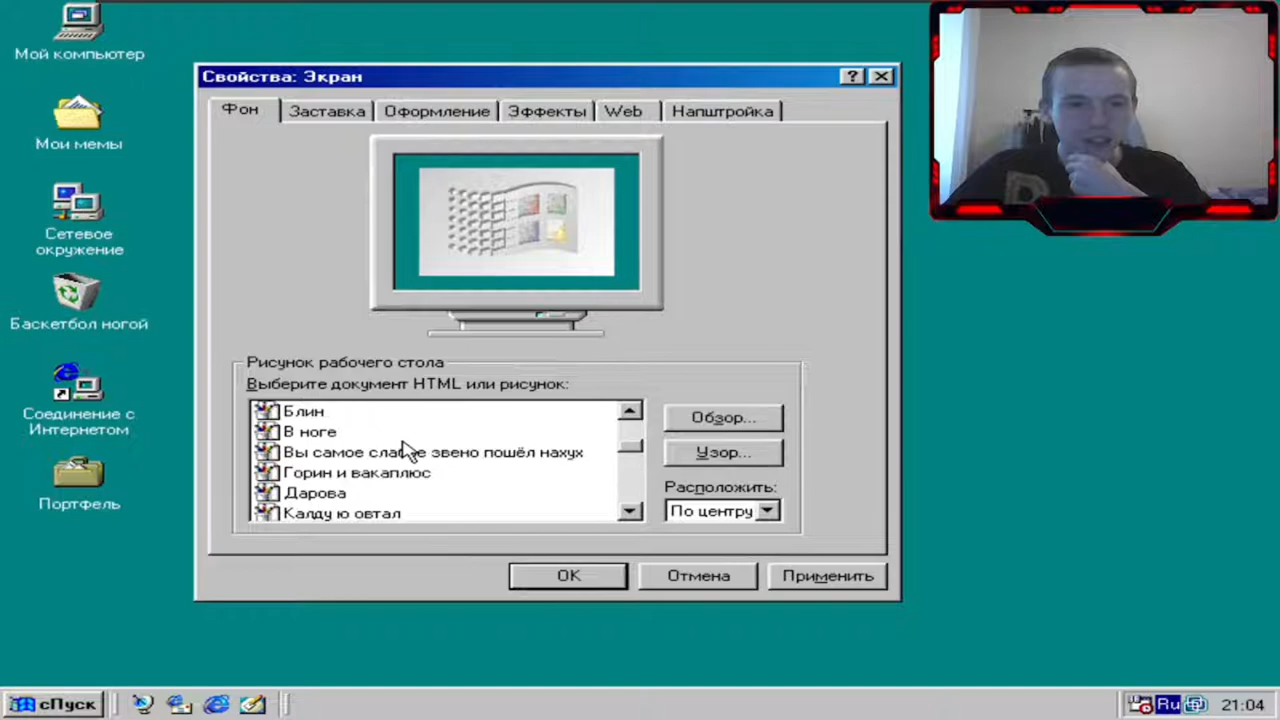 Мой компьютер
Мои мемы
Сетевое
окружение
Баскетбол ногой
Соединение с
Интернетом
Портфель
Свойства: Экран
Фон
Заставка
Оформление
Эффекты
Web
Напштройка
Рисунок рабочего стола
Выберите документ HTML или рисунок:
Блин
В ноге
Вы самое слабое звено пошёл нахух
Горин и вакаплюс
Дарова
Калду ю овтал
Обзор...
Узор...
Расположить:
По центру
OK
Отмена
Применить
сПуск
Ru
21:04